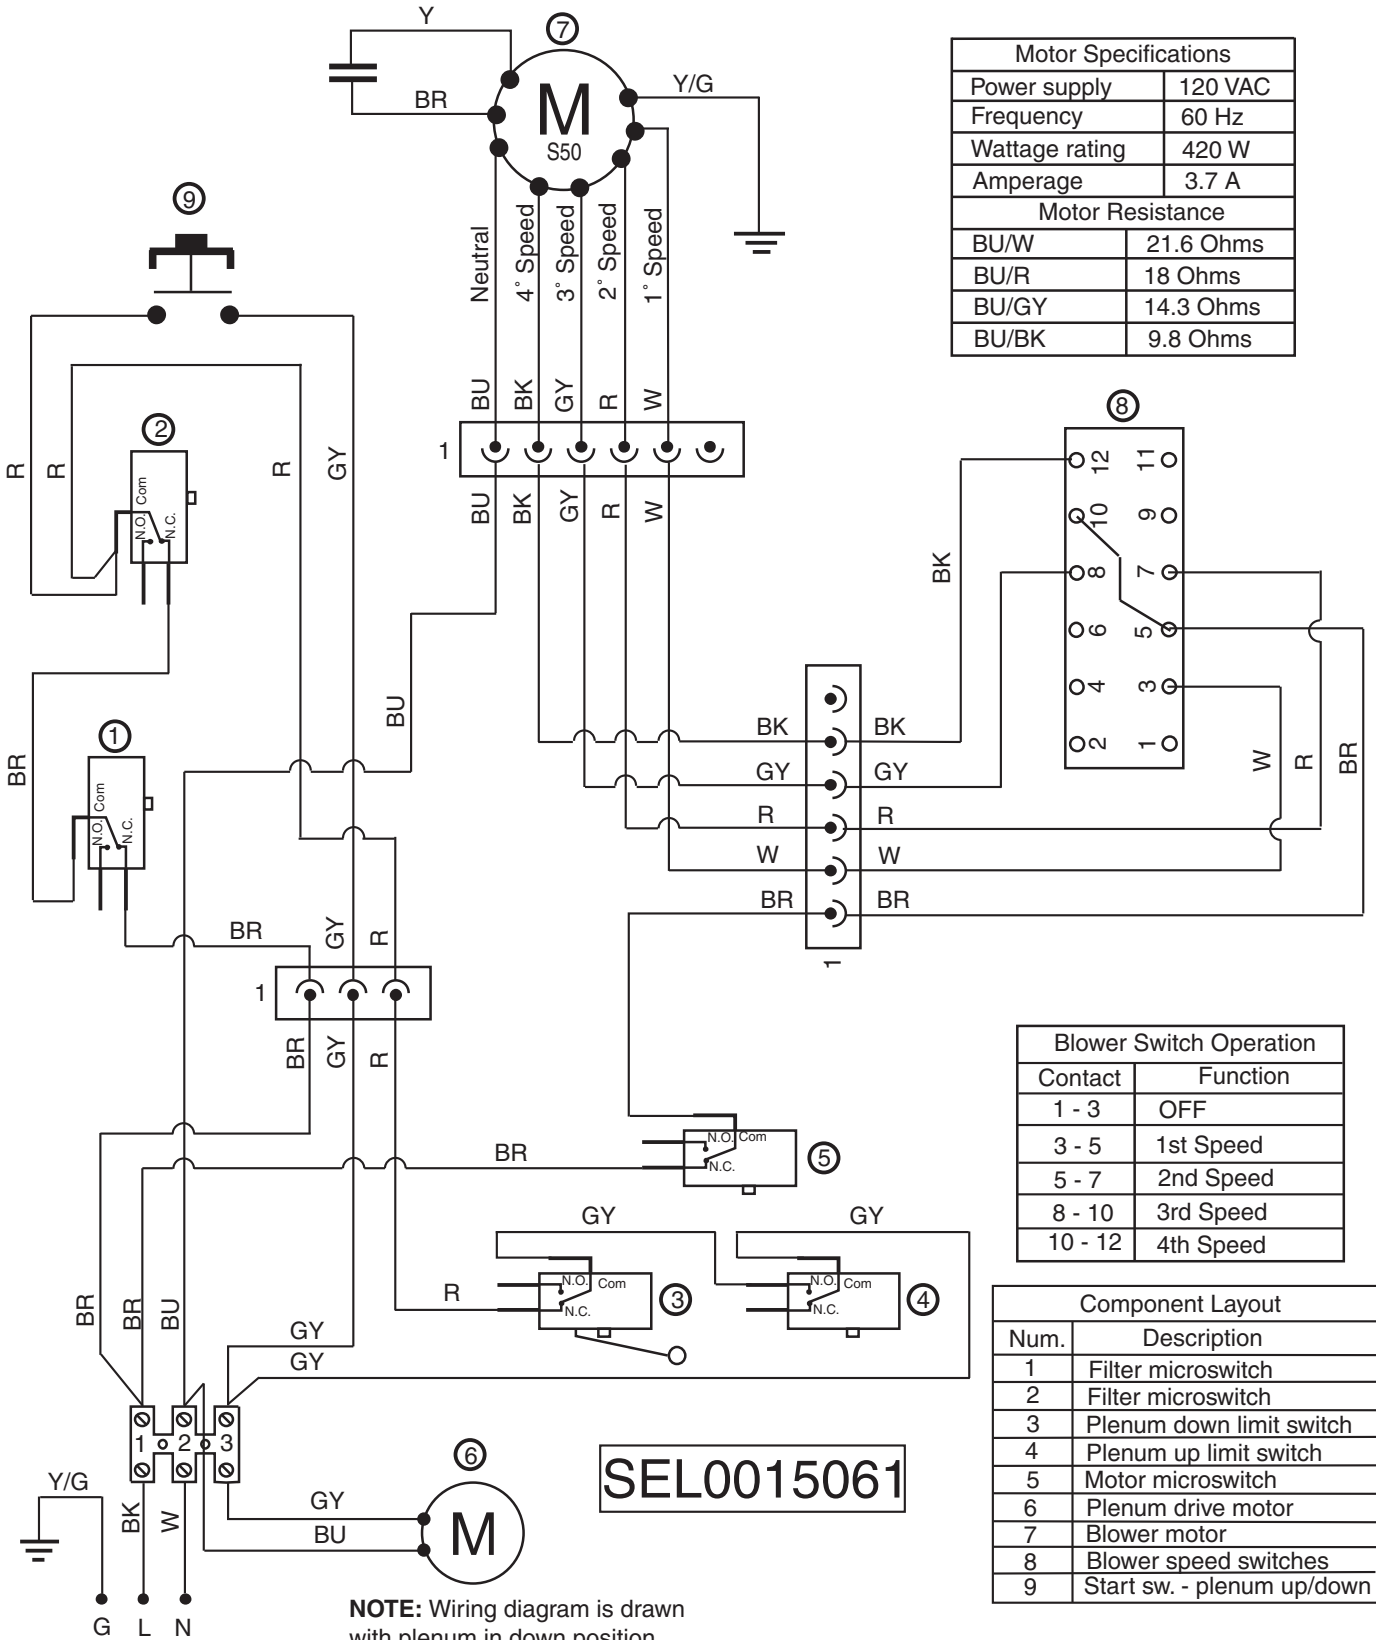 Y
7
BR
M
S50
Y/G
Motor Specifications
Power supply 120 VAC
Frequency 60 Hz
Wattage rating 420 W
Amperage 3.7 A
Motor Resistance
BU/W 21.6 Ohms
BU/R 18 Ohms
BU/GY 14.3 Ohms
BU/BK 9.8 Ohms
9
Neutral
4° Speed
3° Speed
2° Speed
1° Speed
BU
BK
GY
R
W
1
BU
BK
GY
R
W
R
R
2
N.O.
Com
N.C.
R
GY
8
12 11
10 9
8 7
6 5
4 3
2 1
BK
W
R
BR
BR
1
N.O.
Com
N.C.
BU
BK BK
GY GY
R R
W W
BR BR
1
BR
GY
R
1
BR
GY
R
BR
N.O. Com
N.C.
5
GY
GY
R
N.O. Com
N.C.
3
N.O. Com
N.C.
4
BR
BR
BU
GY
GY
1 2 3
Y/G
BK
W
GY
BU
6
M
G L N
SEL0015061
Blower Switch Operation
Contact Function
1 - 3 OFF
3 - 5 1st Speed
5 - 7 2nd Speed
8 - 10 3rd Speed
10 - 12 4th Speed
Component Layout
Num. Description
1 Filter microswitch
2 Filter microswitch
3 Plenum down limit switch
4 Plenum up limit switch
5 Motor microswitch
6 Plenum drive motor
7 Blower motor
8 Blower speed switches
9 Start sw. - plenum up/down
NOTE: Wiring diagram is drawn
with plenum in down position